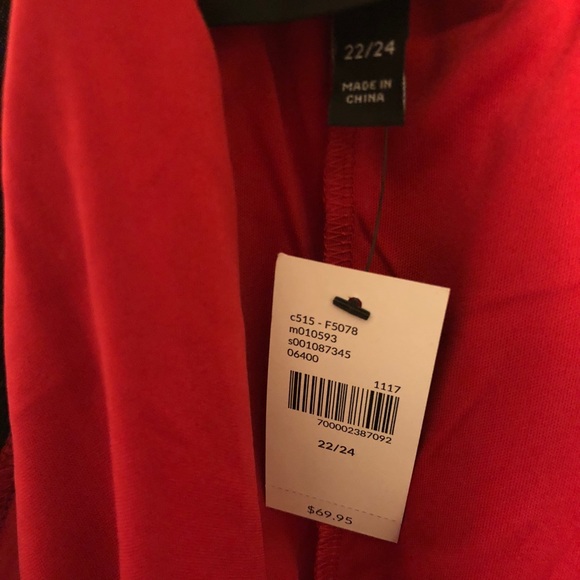 22/24
MADE IN
CHINA
c515 - F5078
m010593
s001087345
06400
1117
700002387092
22/24
$69.95